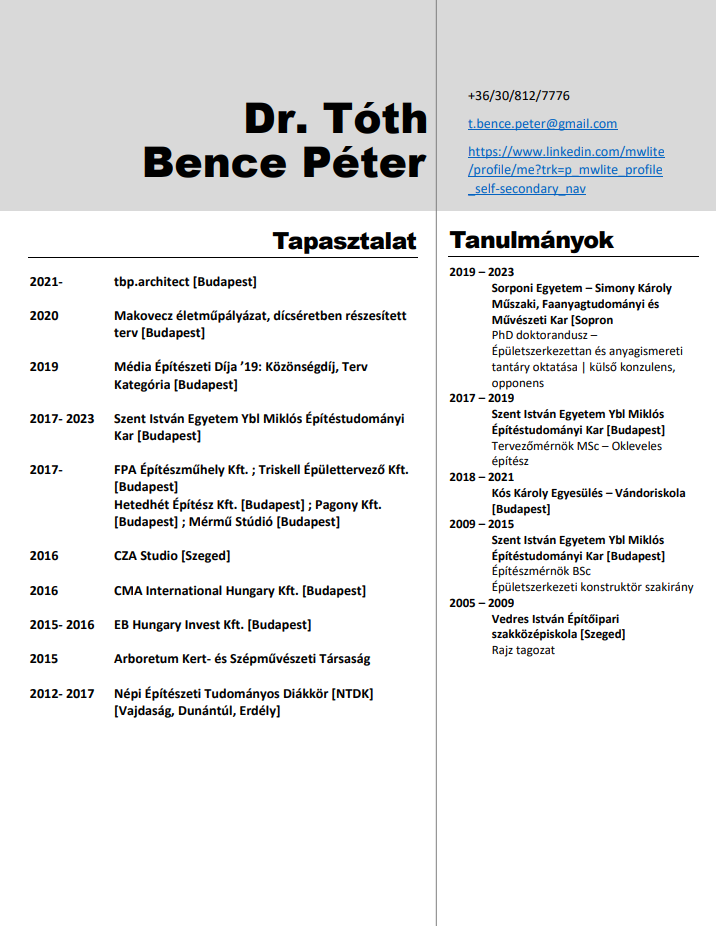 Dr. Tóth
Bence Péter
+36/30/812/7776
t.bence.peter@gmail.com
https://www.linkedin.com/mwlite
/profile/me?trk=p_mwlite_profile
_self-secondary_nav
Tapasztalat
2021- tbp.architect [Budapest]
2020 Makovecz életműpályázat, dícséretben részesített
terv [Budapest]
2019 Média Építészeti Díja ’19: Közönségdíj, Terv
Kategória [Budapest]
2017- 2023 Szent István Egyetem Ybl Miklós Építéstudományi
Kar [Budapest]
2017- FPA Építészműhely Kft. ; Triskell Épülettervező Kft.
[Budapest]
Hetedhét Építész Kft. [Budapest] ; Pagony Kft.
[Budapest] ; Mérmű Stúdió [Budapest]
2016 CZA Studio [Szeged]
2016 CMA International Hungary Kft. [Budapest]
2015- 2016 EB Hungary Invest Kft. [Budapest]
2015 Arboretum Kert- és Szépművészeti Társaság
2012- 2017 Népi Építészeti Tudományos Diákkör [NTDK]
[Vajdaság, Dunántúl, Erdély]
Tanulmányok
2019 – 2023
Sorponi Egyetem – Simony Károly
Műszaki, Faanyagtudományi és
Művészeti Kar [Sopron
PhD doktorandusz –
Épületszerkezettan és anyagismereti
tantáry oktatása | külső konzulens,
opponens
2017 – 2019
Szent István Egyetem Ybl Miklós
Építéstudományi Kar [Budapest]
Tervezőmérnök MSc – Okleveles
építész
2018 – 2021
Kós Károly Egyesülés – Vándoriskola
[Budapest]
2009 – 2015
Szent István Egyetem Ybl Miklós
Építéstudományi Kar [Budapest]
Építészmérnök BSc
Épületszerkezeti konstruktör szakirány
2005 – 2009
Vedres István Építőipari
szakközépiskola [Szeged]
Rajz tagozat